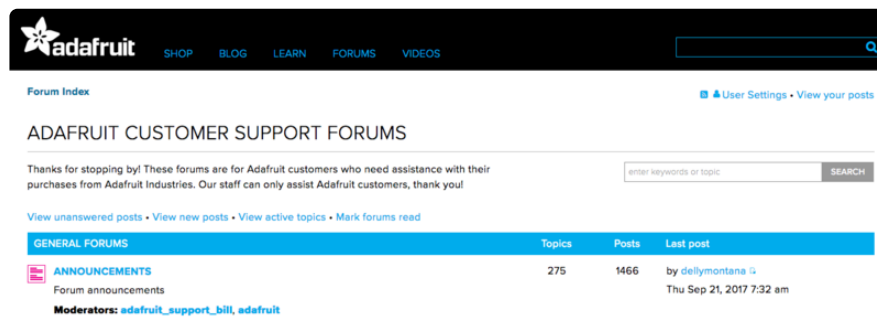 adafruit SHOP BLOG LEARN FORUMS VIDEOS
Forum Index User Settings • View your posts
ADAFRUIT CUSTOMER SUPPORT FORUMS
Thanks for stopping by! These forums are for Adafruit customers who need assistance with their
purchases from Adafruit Industries. Our staff can only assist Adafruit customers, thank you!
enter keywords or topic SEARCH
View unanswered posts • View new posts • View active topics • Mark forums read
GENERAL FORUMS Topics Posts Last post
ANNOUNCEMENTS 275 1466 by dellymontana
Forum announcements Thu Sep 21, 2017 7:32 am
Moderators: adafruit_support_bill, adafruit